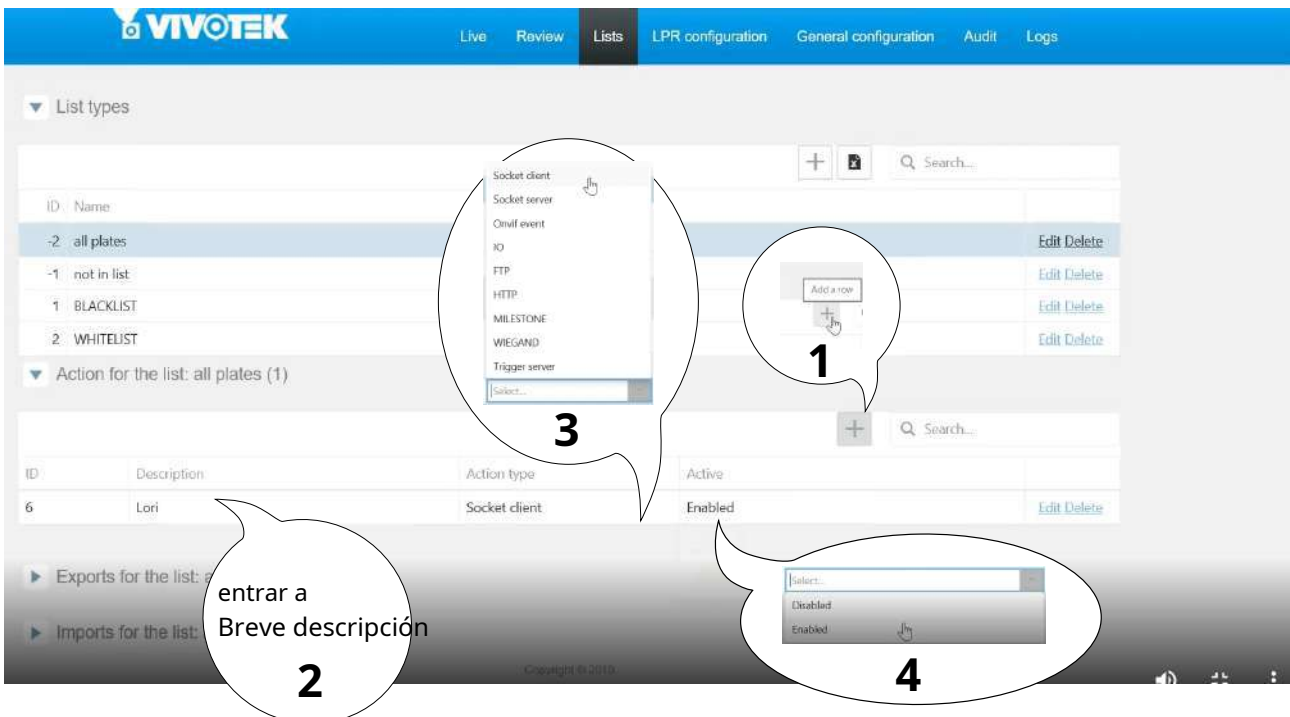 VIVOTEK
Live Review Lists LPR configuration General configuration Audit Logs
List types
Search...
ID Name
-2 all plates Edit Delete
-1 not in list Edit Delete
1 BLACKLIST Edit Delete
2 WHITELIST Edit Delete
Socket client
Socket server
Onvif event
IO
FTP
HTTP
MILESTONE
WIEGAND
Trigger server
Select...
3
Add a row
1
Action for the list: all plates (1)
Search...
ID Description Action type Active
6 Lori Socket client Enabled Edit Delete
Exports for the list: a
Imports for the list:
entrar a
Breve descripción
2
Select...
Disabled
Enabled
4
Copyright © 2019